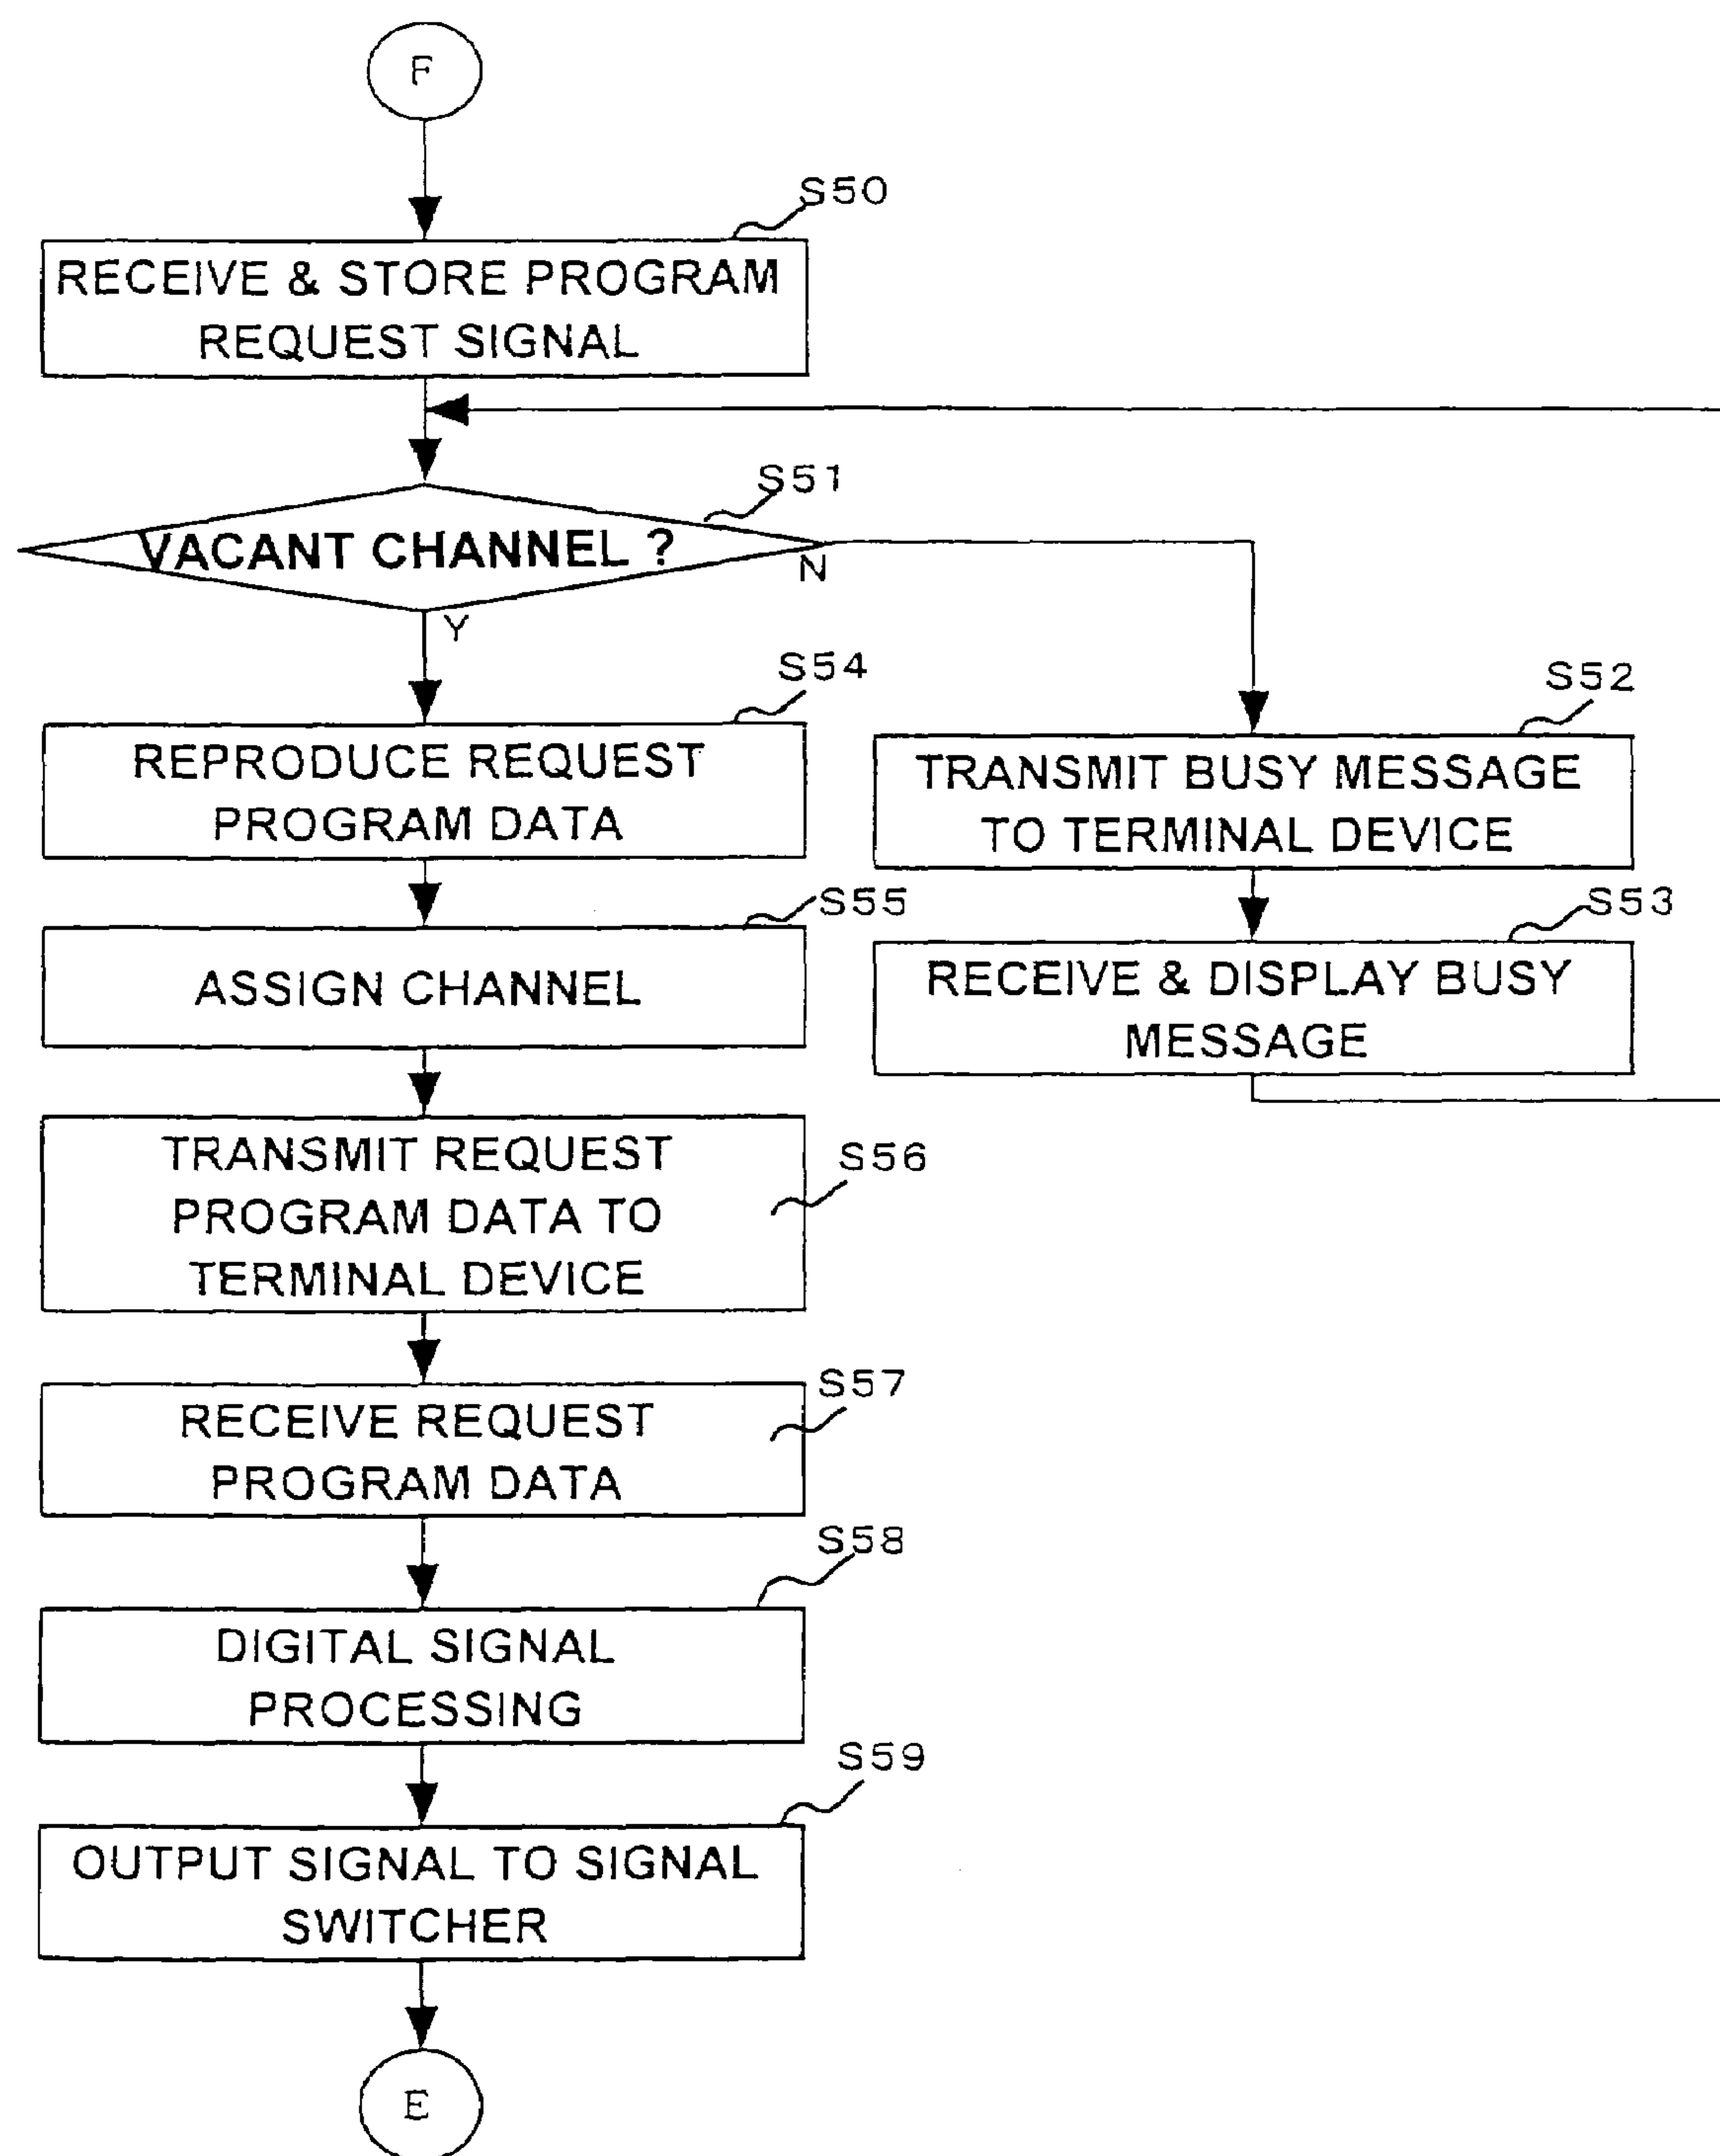 F
S50
RECEIVE & STORE PROGRAM
REQUEST SIGNAL
S51
VACANT CHANNEL ?
N
Y
S54
REPRODUCE REQUEST
PROGRAM DATA
S52
TRANSMIT BUSY MESSAGE
TO TERMINAL DEVICE
S55
ASSIGN CHANNEL
S53
RECEIVE & DISPLAY BUSY
MESSAGE
S56
TRANSMIT REQUEST
PROGRAM DATA TO
TERMINAL DEVICE
S57
RECEIVE REQUEST
PROGRAM DATA
S58
DIGITAL SIGNAL
PROCESSING
S59
OUTPUT SIGNAL TO SIGNAL
SWITCHER
E